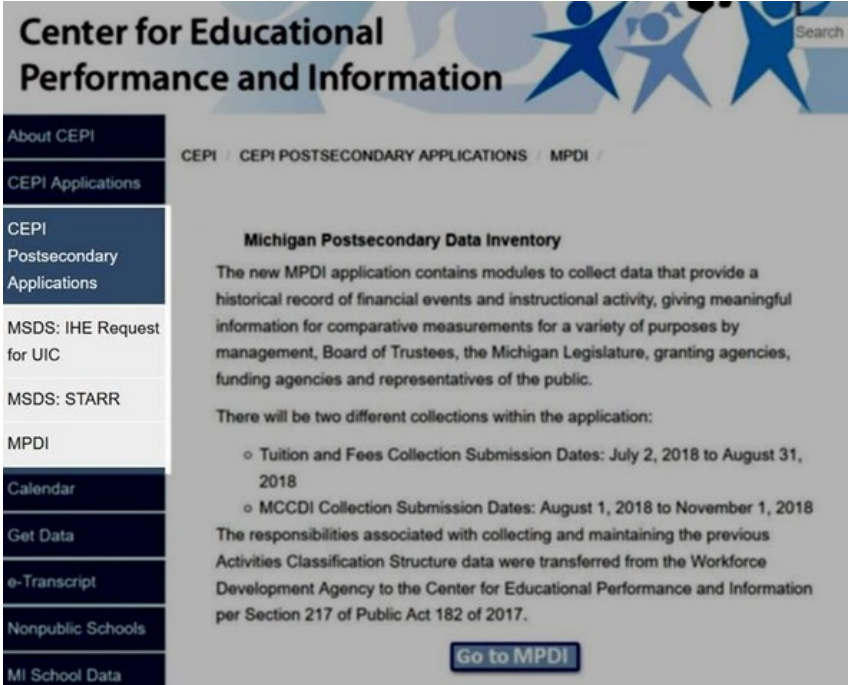 Center for Educational
Performance and Information
Search
About CEPI
CEPI Applications
CEPI
Postsecondary
Applications
MSDS: IHE Request
for UIC
MSDS: STARR
MPDI
Calendar
Get Data
e-Transcript
Nonpublic Schools
MI School Data
CEPI / CEPI POSTSECONDARY APPLICATIONS / MPDI /
Michigan Postsecondary Data Inventory
The new MPDI application contains modules to collect data that provide a
historical record of financial events and instructional activity, giving meaningful
information for comparative measurements for a variety of purposes by
management, Board of Trustees, the Michigan Legislature, granting agencies,
funding agencies and representatives of the public.
There will be two different collections within the application:
○ Tuition and Fees Collection Submission Dates: July 2, 2018 to August 31,
2018
○ MCCDI Collection Submission Dates: August 1, 2018 to November 1, 2018
The responsibilities associated with collecting and maintaining the previous
Activities Classification Structure data were transferred from the Workforce
Development Agency to the Center for Educational Performance and Information
per Section 217 of Public Act 182 of 2017.
Go to MPDI